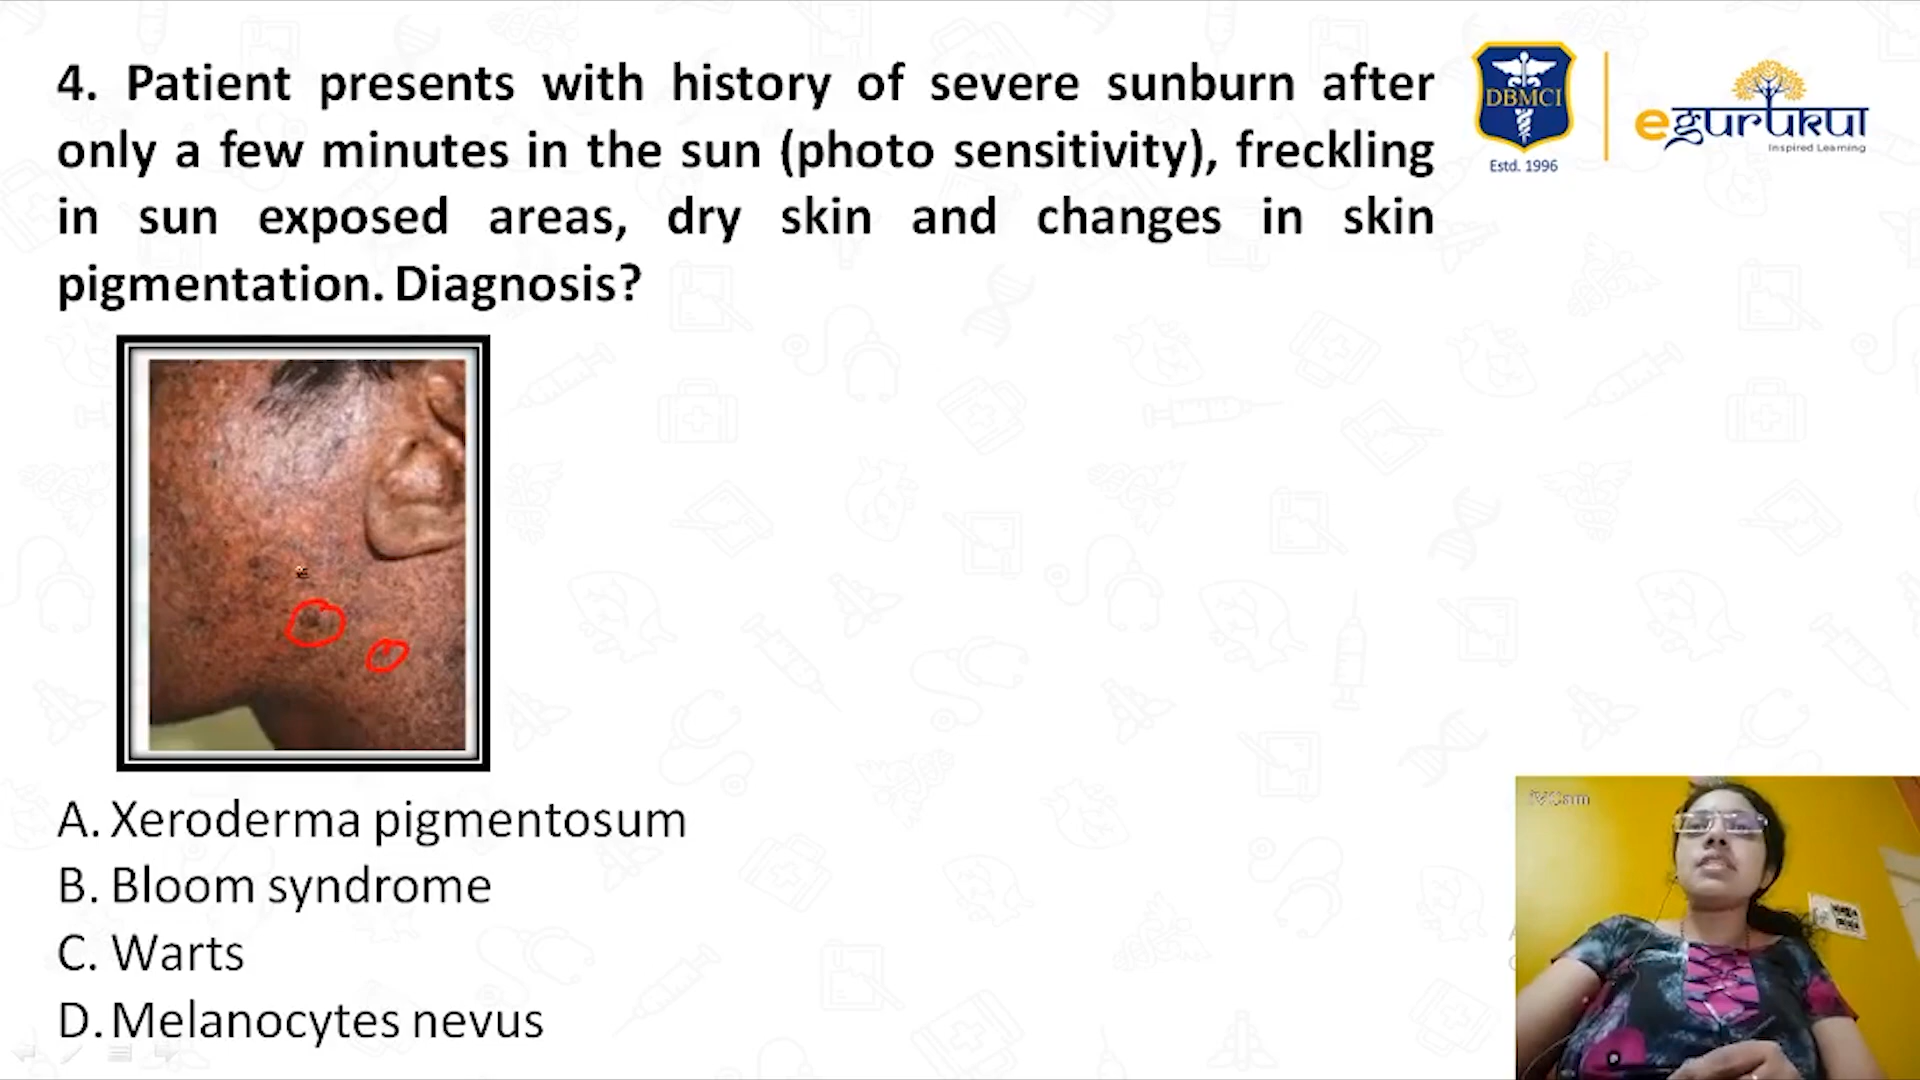 4. Patient presents with history of severe sunburn after
only a few minutes in the sun (photo sensitivity), freckling
in sun exposed areas, dry skin and changes in skin
pigmentation. Diagnosis?
DBMCI
Estd. 1996
egurukul
Inspired Learning
A. Xeroderma pigmentosum
B. Bloom syndrome
C. Warts
D. Melanocytes nevus
iVCam